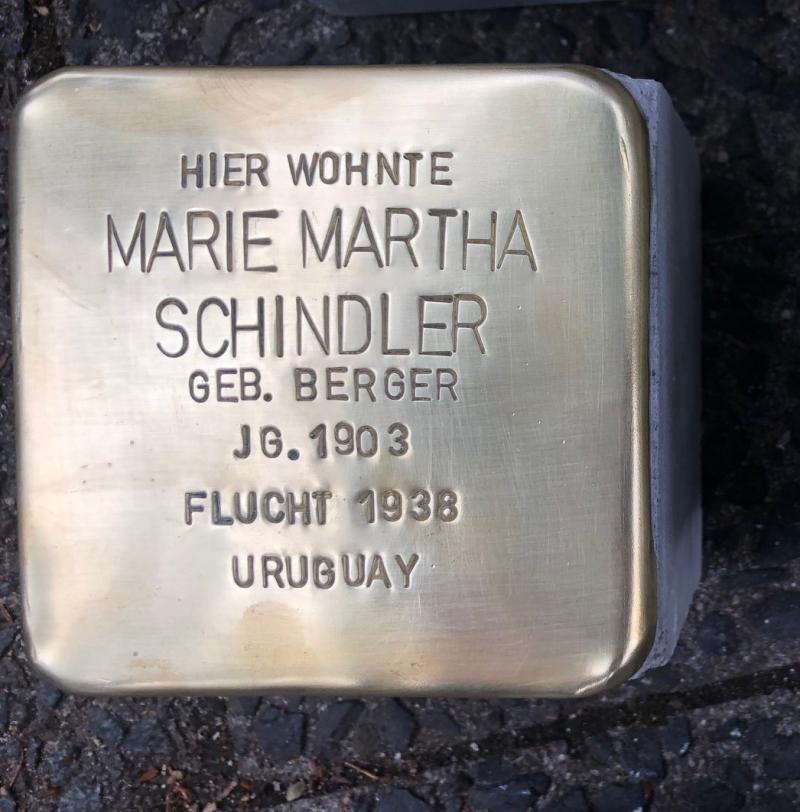 HIER WOHNTE
MARIE MARTHA
SCHINDLER
GEB. BERGER
JG. 1903
FLUCHT 1938
URUGUAY